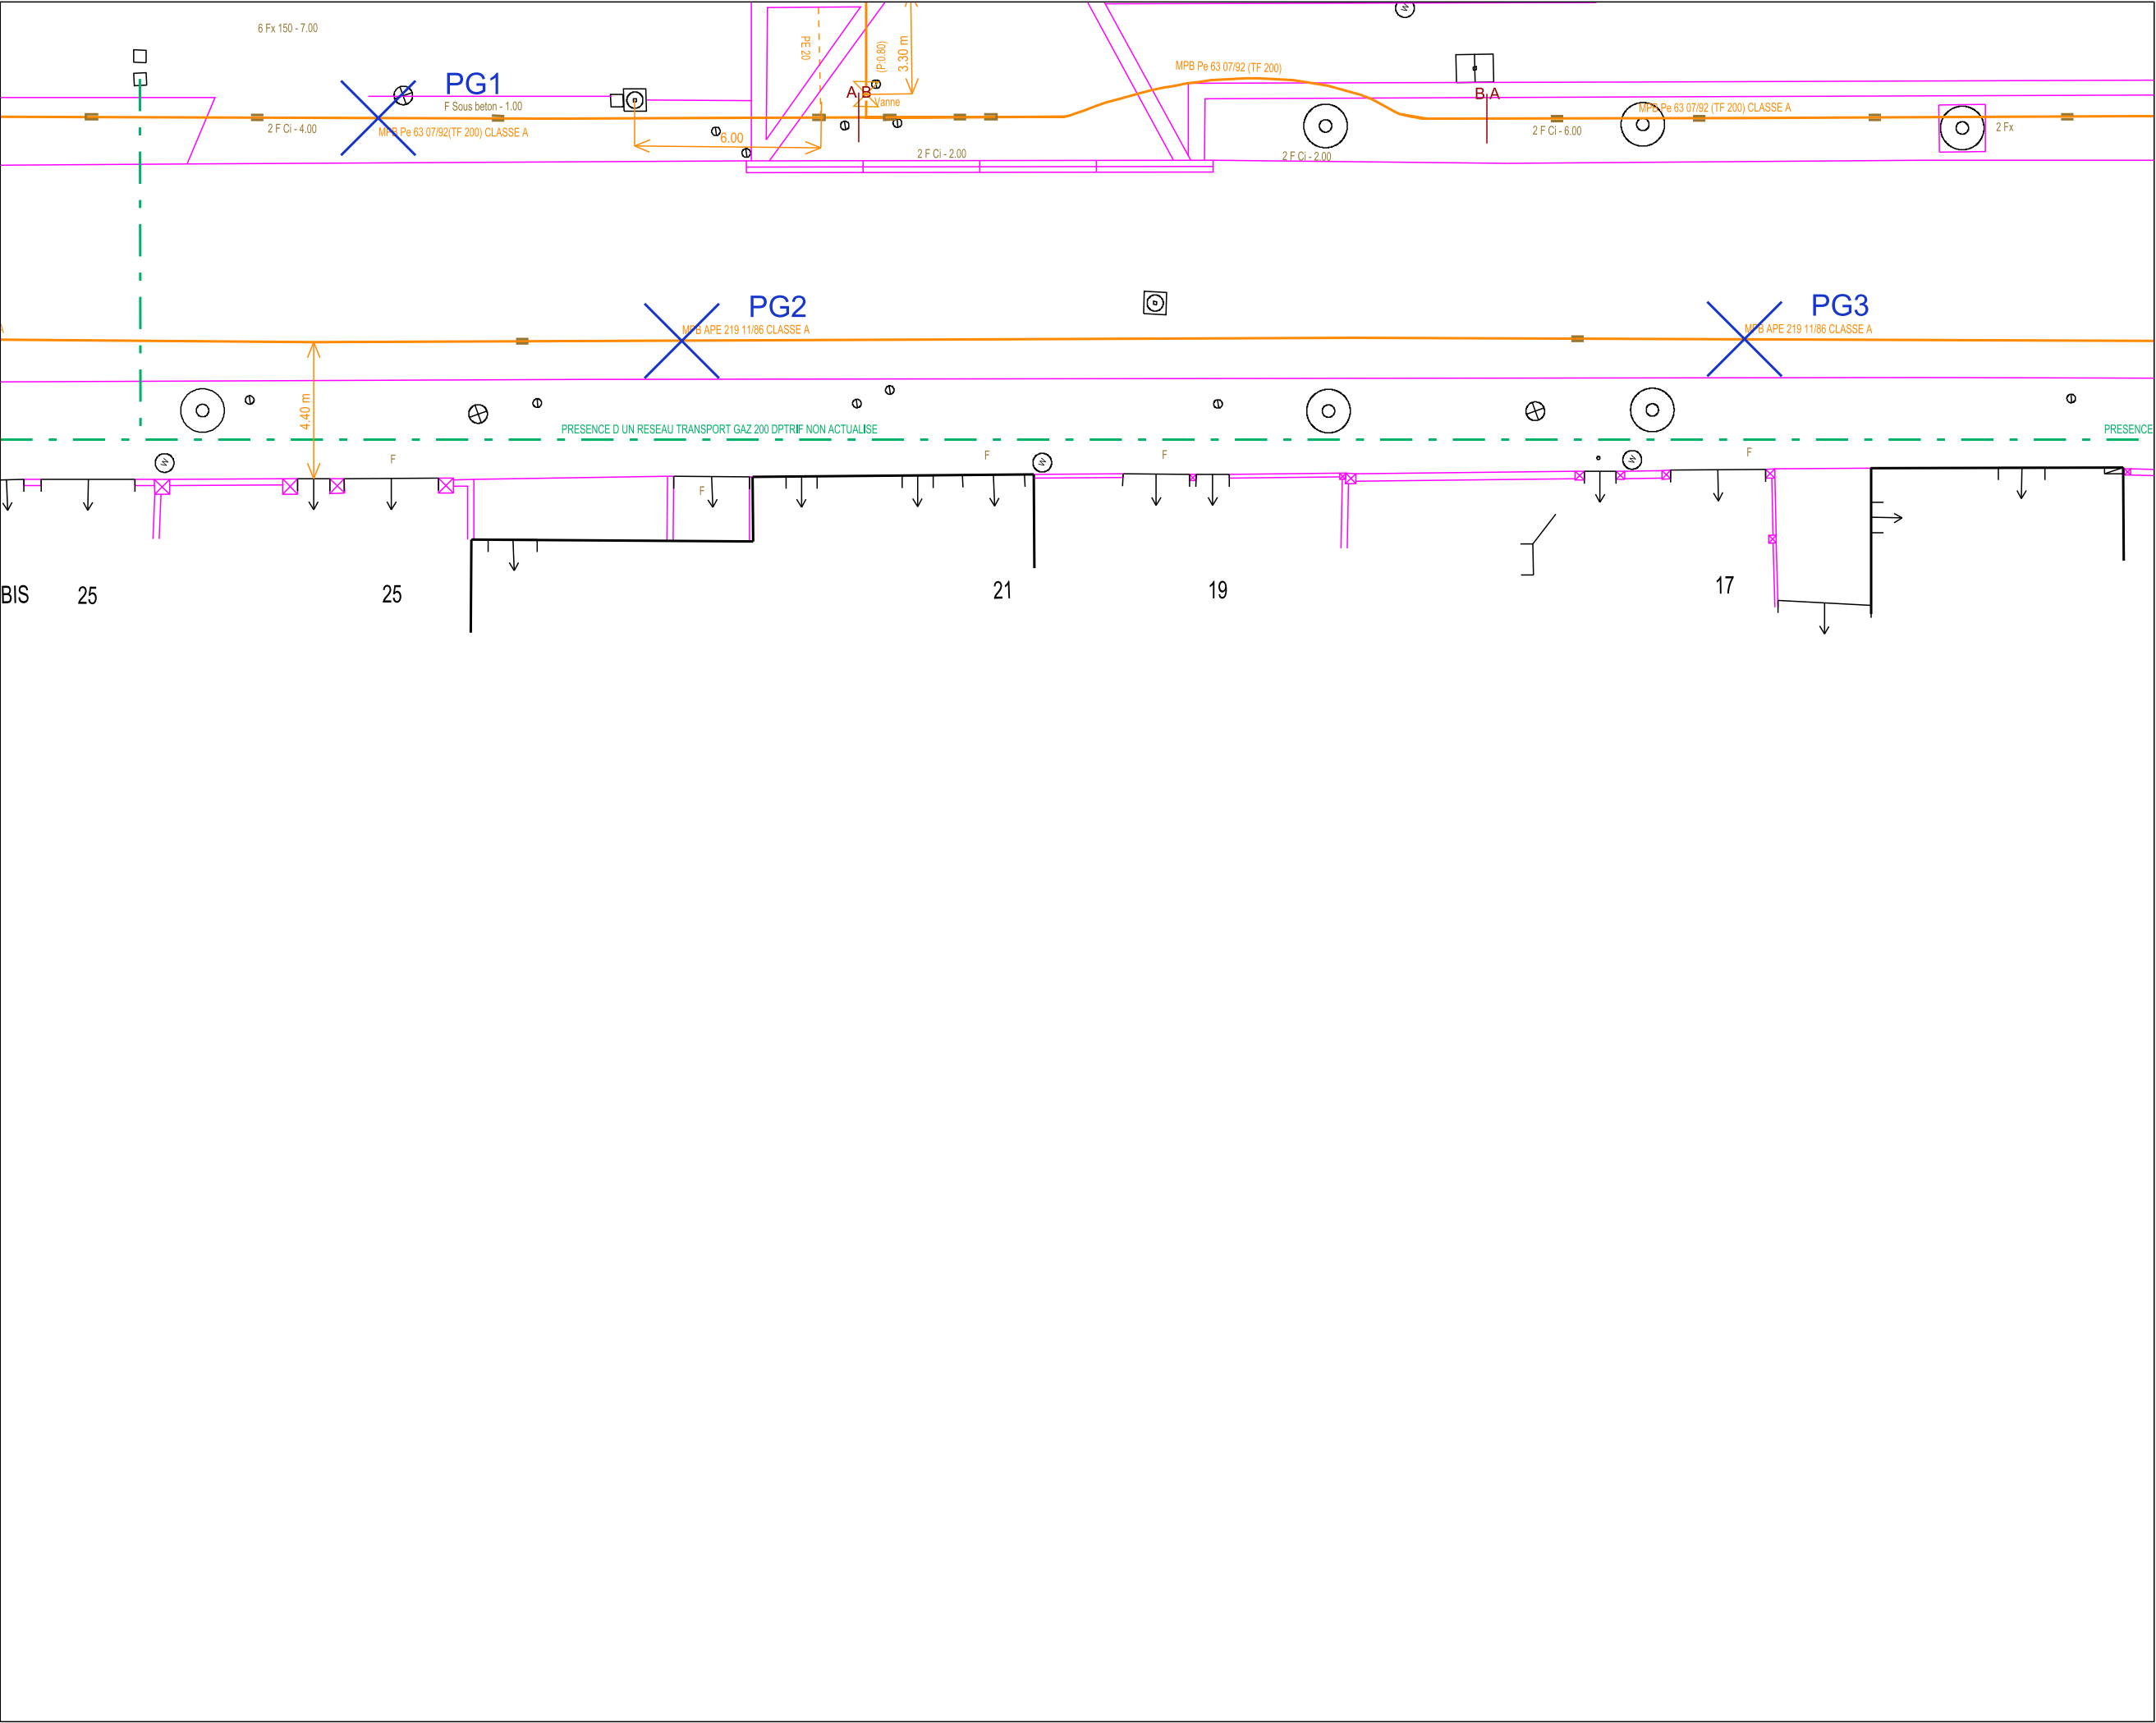 6 Fx 150 - 7.00
PE 20
(P:0.80)
3.30 m
MPB Pe 63 07/92 (TF 200)
PG1
F Sous beton - 1.00
A B
Vanne
B A
MPB Pe 63 07/92 (TF 200) CLASSE A
2 F Ci - 4.00
MPB Pe 63 07/92(TF 200) CLASSE A
6.00
2 F Ci - 2.00
2 F Ci - 2.00
2 F Ci - 6.00
2 Fx
PG2
PG3
A
MPB APE 219 11/86 CLASSE A
MPB APE 219 11/86 CLASSE A
4.40 m
PRESENCE D UN RESEAU TRANSPORT GAZ 200 DPTRIF NON ACTUALISE
PRESENCE
F
F
F
F
F
BIS
25
25
21
19
17